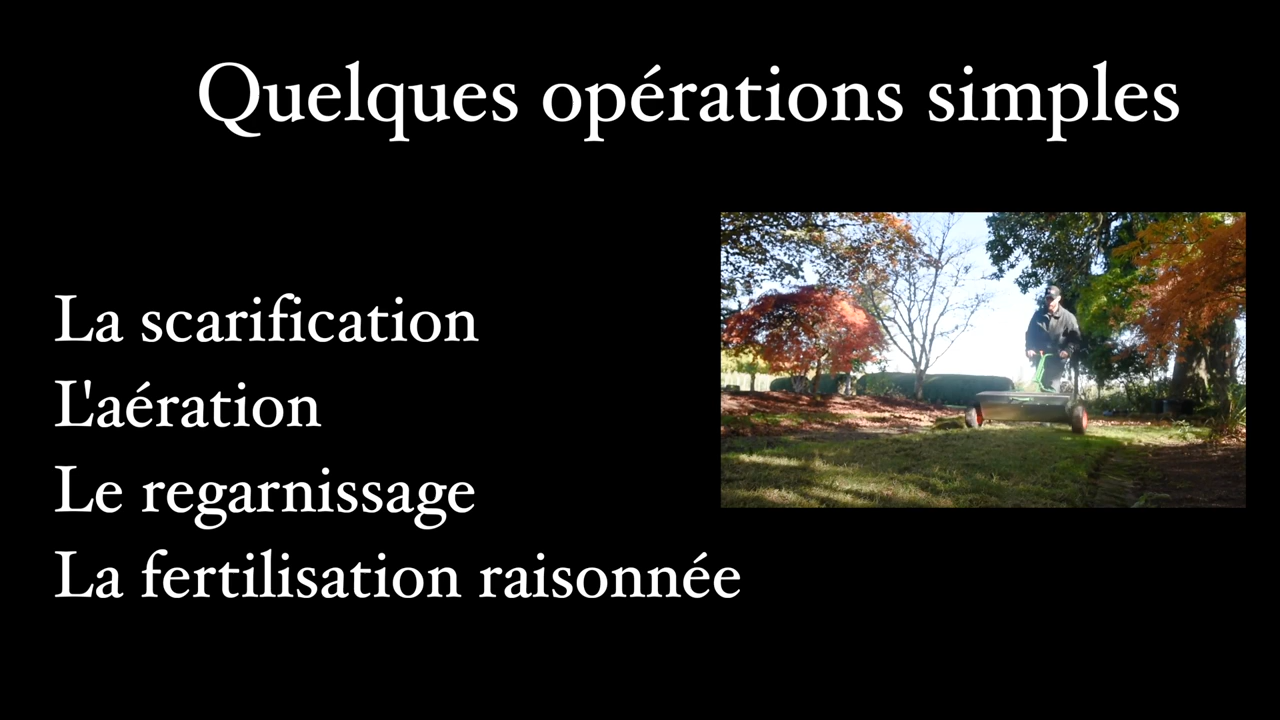 Quelques opérations simples
La scarification
L'aération
Le regarnissage
La fertilisation raisonnée